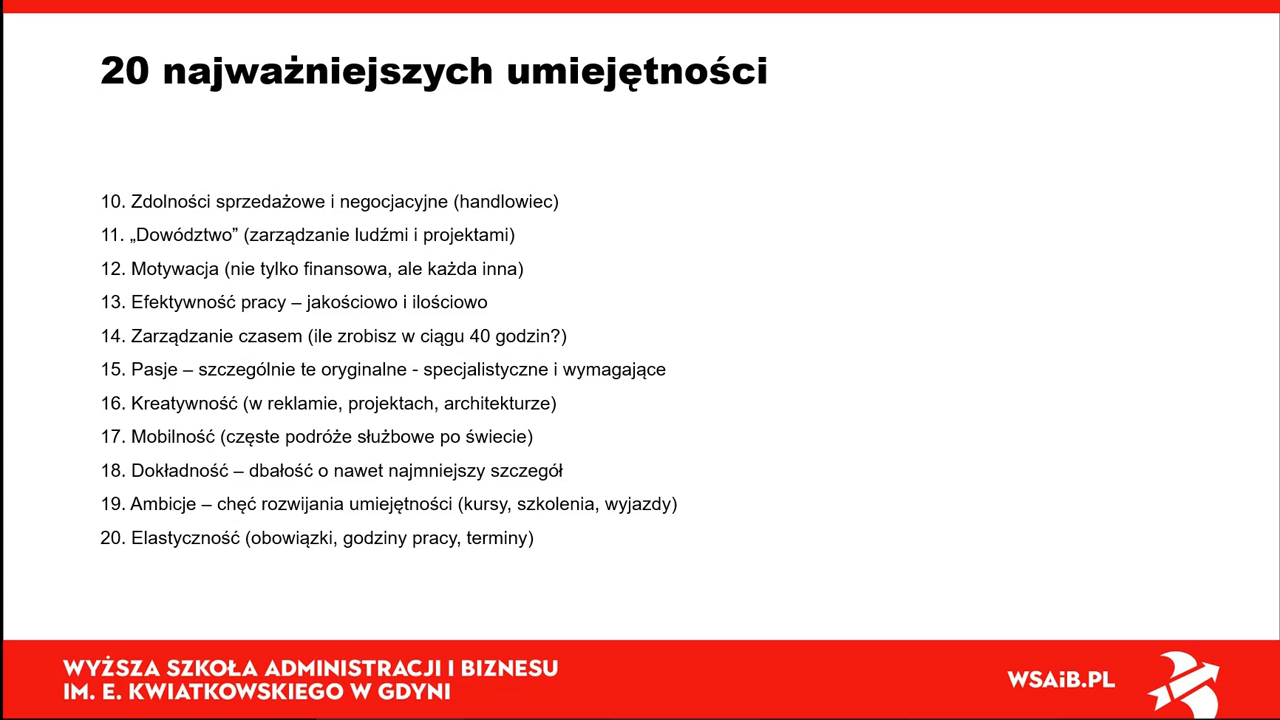 20 najważniejszych umiejętności
10. Zdolności sprzedażowe i negocjacyjne (handlowiec)
11. „Dowództwo” (zarządzanie ludźmi i projektami)
12. Motywacja (nie tylko finansowa, ale każda inna)
13. Efektywność pracy – jakościowo i ilościowo
14. Zarządzanie czasem (ile zrobisz w ciągu 40 godzin?)
15. Pasje – szczególnie te oryginalne - specjalistyczne i wymagające
16. Kreatywność (w reklamie, projektach, architekturze)
17. Mobilność (częste podróże służbowe po świecie)
18. Dokładność – dbałość o nawet najmniejszy szczegół
19. Ambicje – chęć rozwijania umiejętności (kursy, szkolenia, wyjazdy)
20. Elastyczność (obowiązki, godziny pracy, terminy)
WYŻSZA SZKOŁA ADMINISTRACJI I BIZNESU
IM. E. KWIATKOWSKIEGO W GDYNI
WSAiB.PL